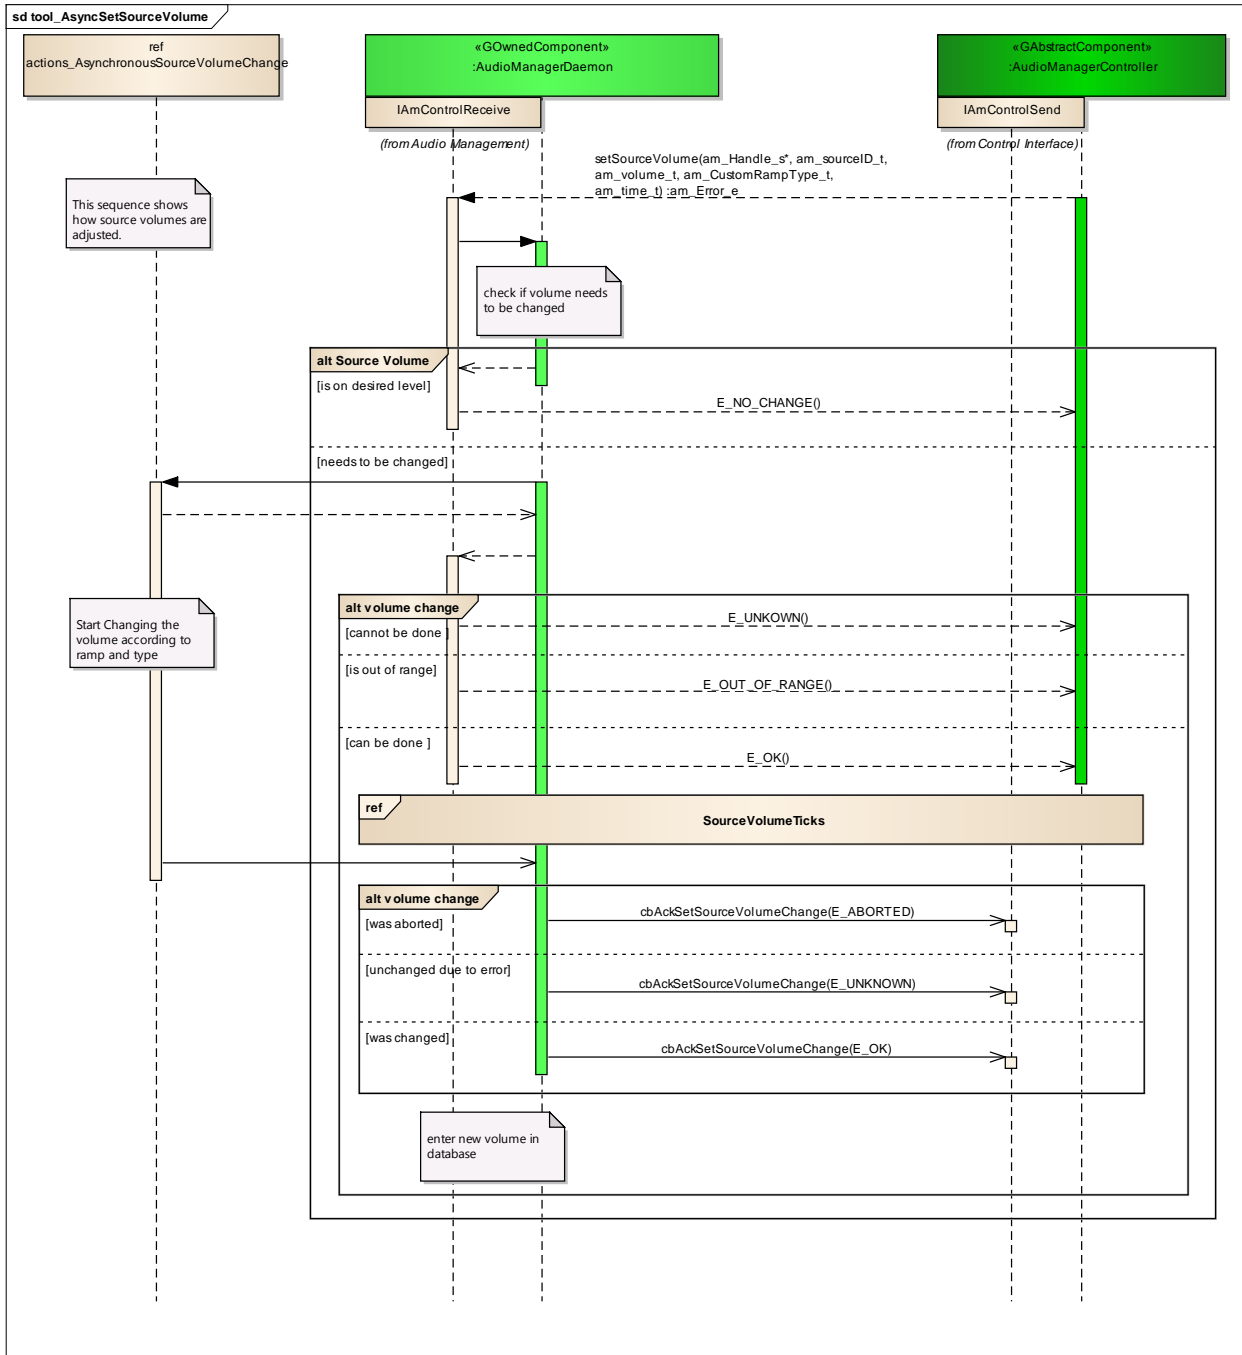 sd tool_AsyncSetSourceVolume
ref
actions_AsynchronousSourceVolumeChange
«GOwnedComponent»
:AudioManagerDaemon
«GAbstractComponent»
:AudioManagerController
IAmControlReceive
IAmControlSend
(from Audio Management)
(from Control Interface)
setSourceVolume(am_Handle_s*, am_sourceID_t,
am_volume_t, am_CustomRampType_t,
am_time_t) :am_Error_e
This sequence shows
how source volumes are
adjusted.
check if volume needs
to be changed
alt Source Volume
[is on desired level]
E_NO_CHANGE()
[needs to be changed]
alt volume change
E_UNKOWN()
[cannot be done ]
Start Changing the
volume according to
ramp and type
[is out of range]
E_OUT_OF_RANGE()
[can be done ]
E_OK()
ref
SourceVolumeTicks
alt volume change
cbAckSetSourceVolumeChange(E_ABORTED)
[was aborted]
[unchanged due to error]
cbAckSetSourceVolumeChange(E_UNKNOWN)
[was changed]
cbAckSetSourceVolumeChange(E_OK)
enter new volume in
database